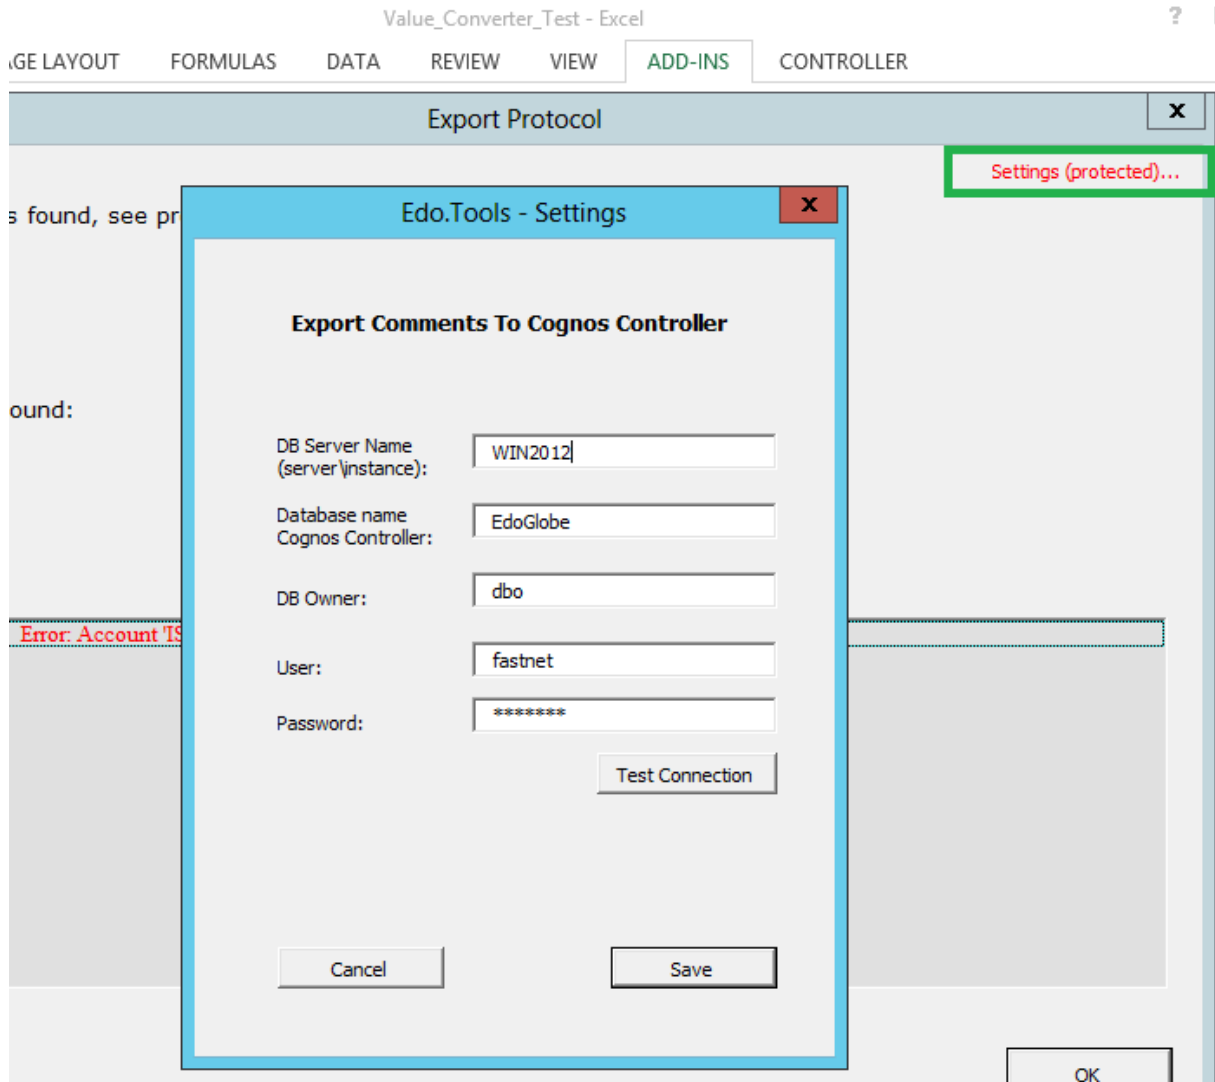 Value_Converter_Test - Excel
?
AGE LAYOUT FORMULAS DATA REVIEW VIEW ADD-INS CONTROLLER
Export Protocol
x
Settings (protected)...
s found, see pr
Edo.Tools - Settings
x
Export Comments To Cognos Controller
ound:
DB Server Name
(server\instance):
WIN2012
Database name
Cognos Controller:
EdoGlobe
DB Owner:
dbo
Error: Account 'IS
User:
fastnet
Password:
*******
Test Connection
Cancel
Save
OK